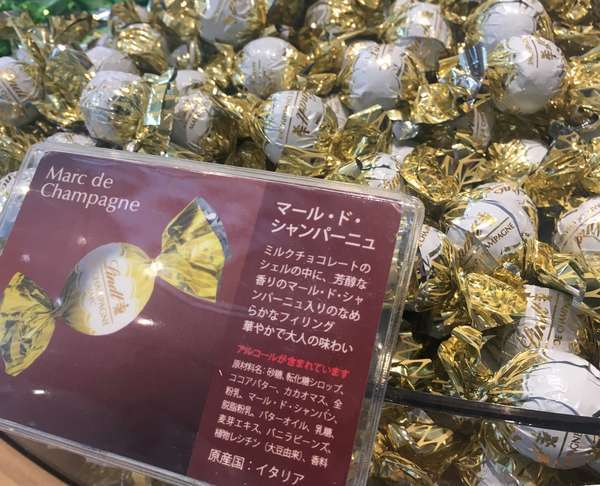 Marc de
Champagne
マール・ド・
シャンパーニュ
ミルクチョコレートの
シェルの中に、芳醇な
香りのマール・ド・シャ
ンパーニュ入りのなめ
らかなフィリング
華やかで大人の味わい
アルコールが含まれています
原材料名:砂糖、転化糖シロップ、
ココアバター、カカオマス、全
粉乳、マール・ド・シャンパン、
脱脂粉乳、バターオイル、乳糖、
麦芽エキス、バニラビーンズ、
植物レシチン(大豆由来)、香料
原産国:イタリア
Lindt